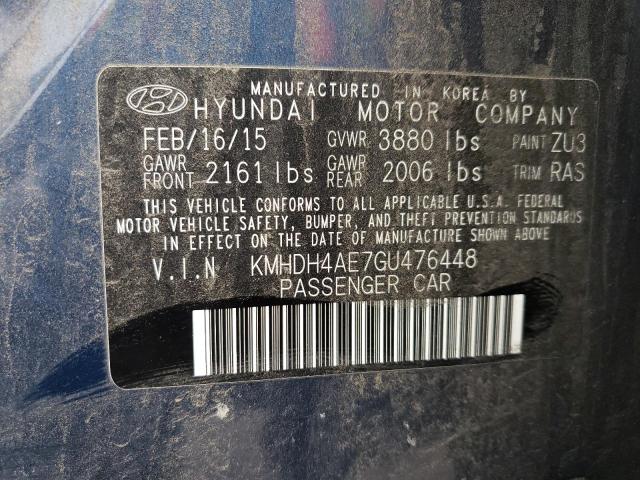 MANUFACTURED IN KOREA BY
HYUNDAI MOTOR COMPANY
FEB/16/15 GVWR 3880 lbs PAINT ZU3
GAWR FRONT 2161 lbs GAWR REAR 2006 lbs TRIM RAS
THIS VEHICLE CONFORMS TO ALL APPLICABLE U.S.A. FEDERAL
MOTOR VEHICLE SAFETY, BUMPER, AND THEFT PREVENTION STANDARDS
IN EFFECT ON THE DATE OF MANUFACTURE SHOWN ABOVE
V.I.N KMHDH4AE7GU476448
PASSENGER CAR